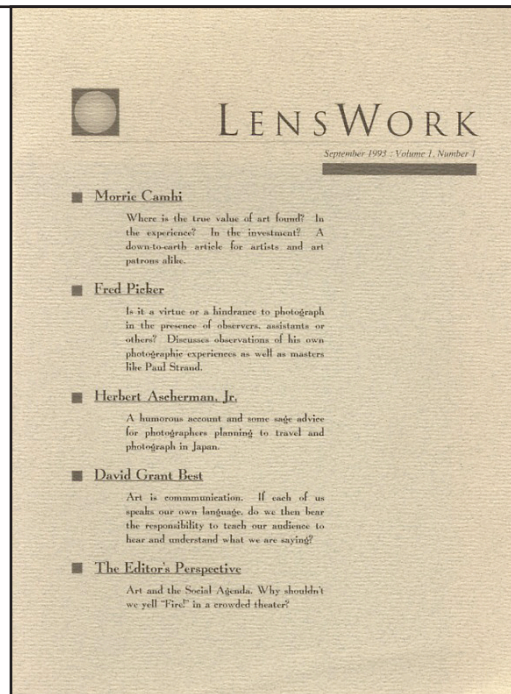 LENSWORK
September 1993 : Volume 1, Number 1
Morrie Camhi
Where is the true value of art found? In
the experience? In the investment? A
down-to-earth article for artists and art
patrons alike.
Fred Picker
Is it a virtue or a hindrance to photograph
in the presence of observers, assistants or
others? Discusses observations of his own
photographic experiences as well as masters
like Paul Strand.
Herbert Ascherman, Jr.
A humorous account and some sage advice
for photographers planning to travel and
photograph in Japan.
David Grant Best
Art is commmunication. If each of us
speaks our own language, do we then bear
the responsibility to teach our audience to
hear and understand what we are saying?
The Editor's Perspective
Art and the Social Agenda, Why shouldn't
we yell "Fire!" in a crowded theater?